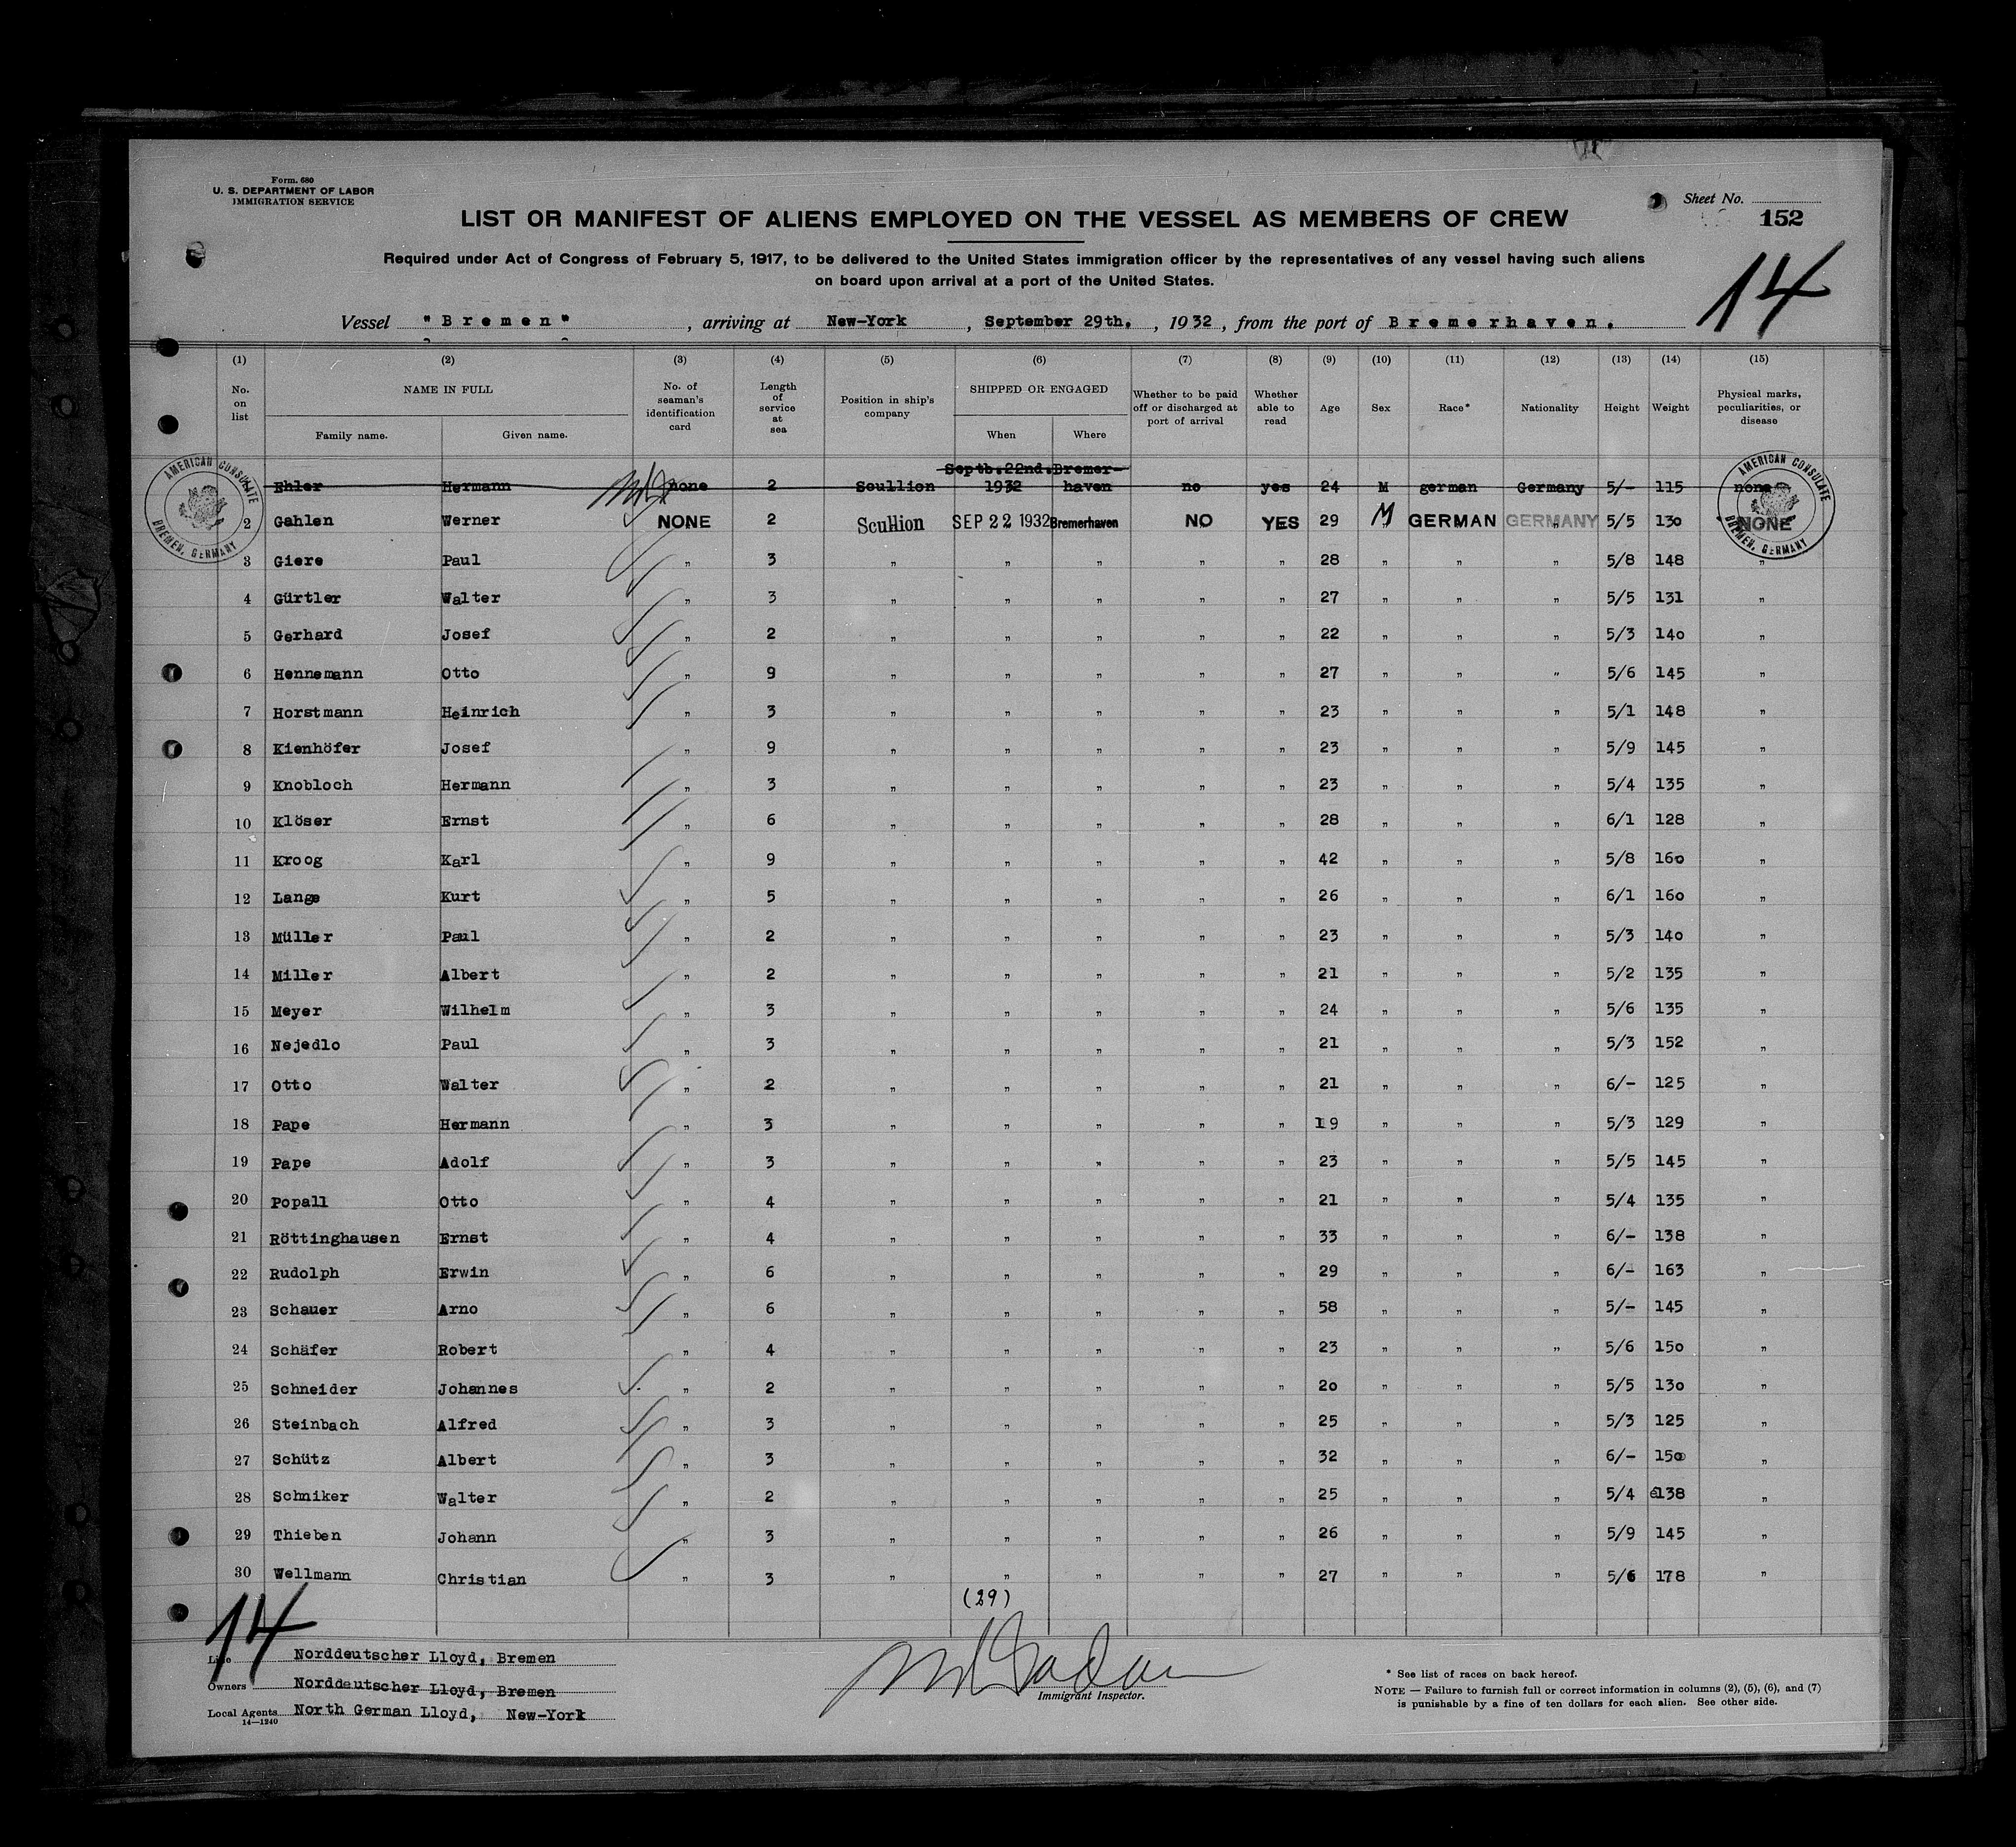 Form. 680
U. S. DEPARTMENT OF LABOR
IMMIGRATION SERVICE
Sheet No.
152
LIST OR MANIFEST OF ALIENS EMPLOYED ON THE VESSEL AS MEMBERS OF CREW
Required under Act of Congress of February 5, 1917, to be delivered to the United States immigration officer by the representatives of any vessel having such aliens
on board upon arrival at a port of the United States.
14
Vessel "Bremen", arriving at New-York, September 29th., 1932, from the port of Bremerhaven.
(1) (2) (3) (4) (5) (6) (7) (8) (9) (10) (11) (12) (13) (14) (15)
No. on list NAME IN FULL Family name. Given name. No. of seaman's identification card Length of service at sea Position in ship's company SHIPPED OR ENGAGED When Where Whether to be paid off or discharged at port of arrival Whether able to read Age Sex Race* Nationality Height Weight Physical marks, peculiarities, or disease
AMERICAN CONSULATE BREMEN, GERMANY
AMERICAN CONSULATE BREMEN, GERMANY
Septb.22nd. Bremer-
Ehler Hermann none 2 Scullion 1932 haven no yes 24 M german Germany 5/- 115 none
2 Gahlen Werner NONE 2 Scullion SEP 22 1932 Bremerhaven NO YES 29 M GERMAN GERMANY 5/5 130 NONE
3 Giere Paul " 3 " " " " " 28 " " " 5/8 148 "
4 Gürtler Walter " 3 " " " " " 27 " " " 5/5 131 "
5 Gerhard Josef " 2 " " " " " 22 " " " 5/3 140 "
6 Hennemann Otto " 9 " " " " " 27 " " " 5/6 145 "
7 Horstmann Heinrich " 3 " " " " " 23 " " " 5/1 148 "
8 Kienhöfer Josef " 9 " " " " " 23 " " " 5/9 145 "
9 Knobloch Hermann " 3 " " " " " 23 " " " 5/4 135 "
10 Klöser Ernst " 6 " " " " " 28 " " " 6/1 128 "
11 Kroog Karl " 9 " " " " " 42 " " " 5/8 160 "
12 Lange Kurt " 5 " " " " " 26 " " " 6/1 160 "
13 Müller Paul " 2 " " " " " 23 " " " 5/3 140 "
14 Miller Albert " 2 " " " " " 21 " " " 5/2 135 "
15 Meyer Wilhelm " 3 " " " " " 24 " " " 5/6 135 "
16 Nejedlo Paul " 3 " " " " " 21 " " " 5/3 152 "
17 Otto Walter " 2 " " " " " 21 " " " 6/- 125 "
18 Pape Hermann " 3 " " " " " 19 " " " 5/3 129 "
19 Pape Adolf " 3 " " " " " 23 " " " 5/5 145 "
20 Popall Otto " 4 " " " " " 21 " " " 5/4 135 "
21 Röttinghausen Ernst " 4 " " " " " 33 " " " 6/- 138 "
22 Rudolph Erwin " 6 " " " " " 29 " " " 6/- 163 "
23 Schauer Arno " 6 " " " " " 58 " " " 5/- 145 "
24 Schäfer Robert " 4 " " " " " 23 " " " 5/6 150 "
25 Schneider Johannes " 2 " " " " " 20 " " " 5/5 130 "
26 Steinbach Alfred " 3 " " " " " 25 " " " 5/3 125 "
27 Schütz Albert " 3 " " " " " 32 " " " 6/- 150 "
28 Schniker Walter " 2 " " " " " 25 " " " 5/4 138 "
29 Thieben Johann " 3 " " " " " 26 " " " 5/9 145 "
30 Wellmann Christian " 3 " " " " " 27 " " " 5/6 178 "
(29)
14
Line Norddeutscher Lloyd, Bremen
Owners Norddeutscher Lloyd, Bremen
Local Agents North German Lloyd, New-York
14—1240
Immigrant Inspector.
* See list of races on back hereof.
NOTE — Failure to furnish full or correct information in columns (2), (5), (6), and (7)
is punishable by a fine of ten dollars for each alien. See other side.